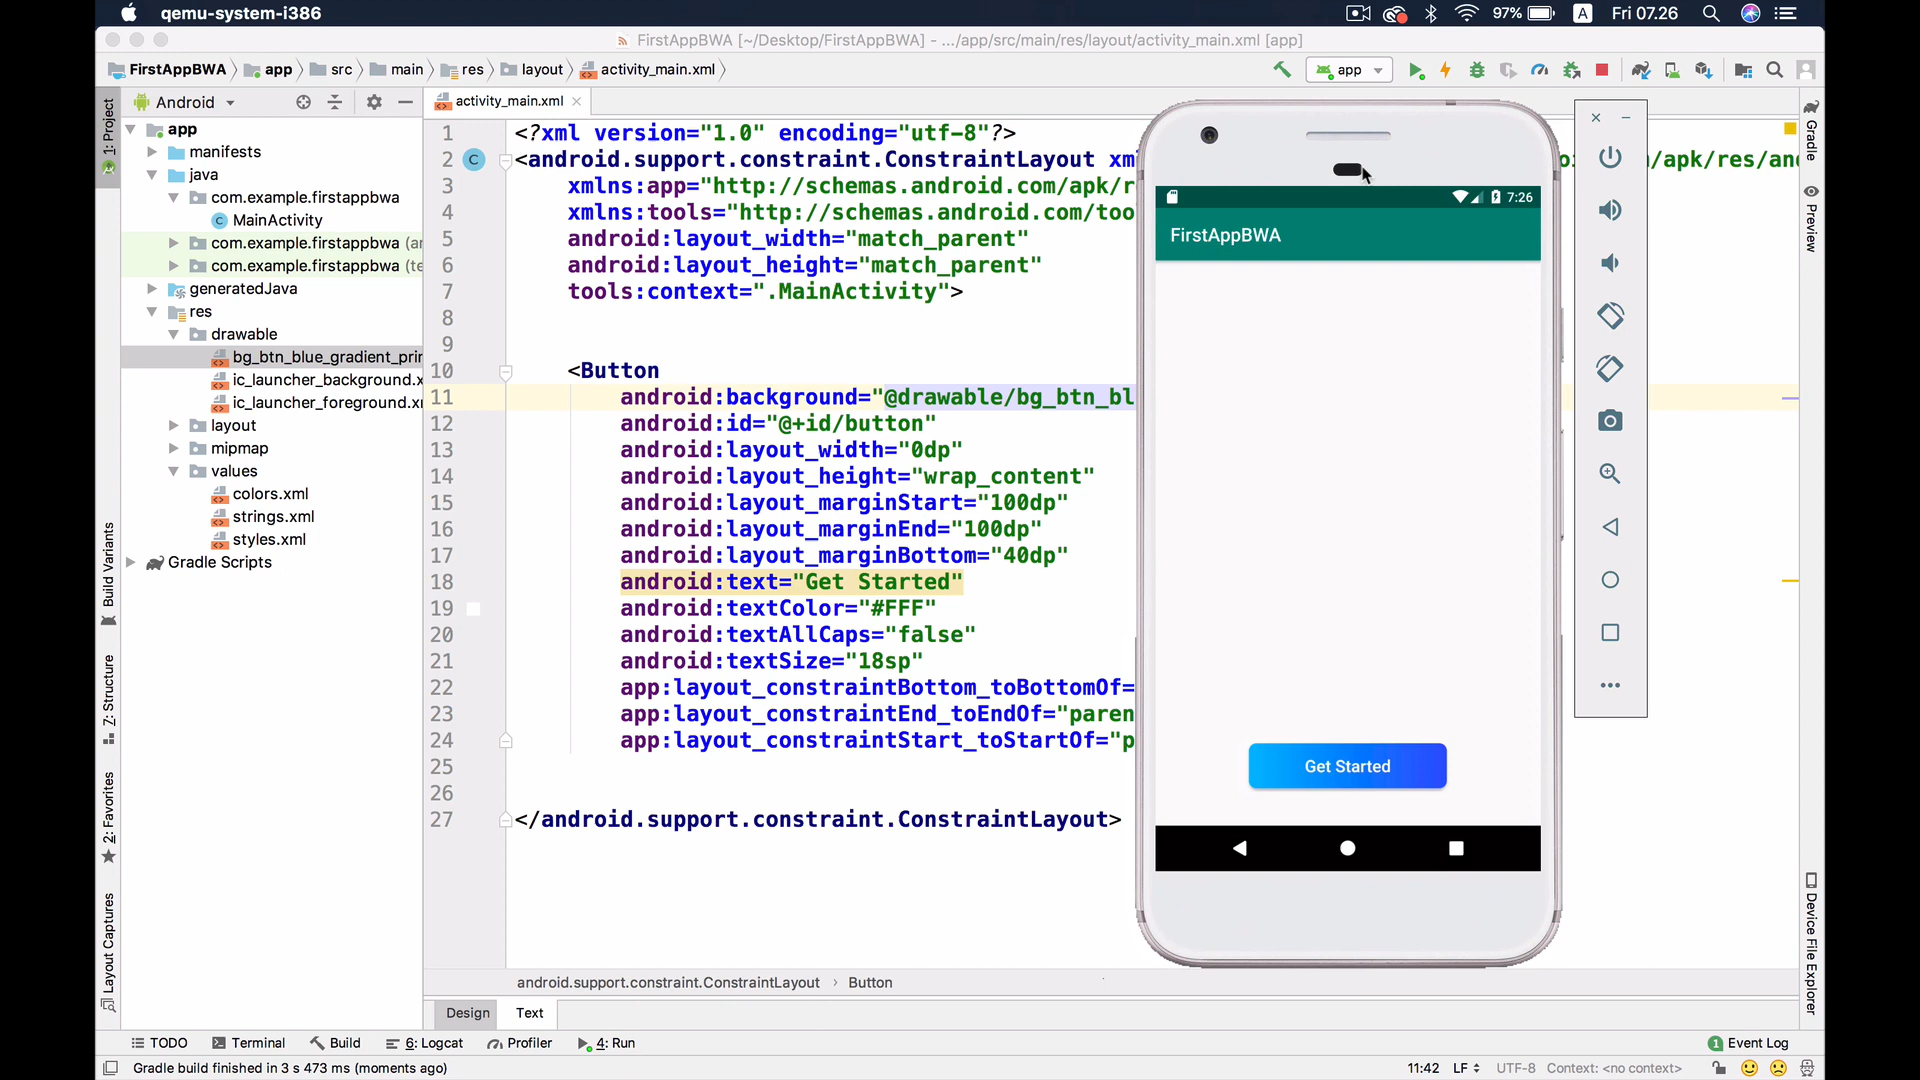 qemu-system-i386
97%
A
Fri 07.26
FirstAppBWA [~/Desktop/FirstAppBWA] - .../app/src/main/res/layout/activity_main.xml [app]
FirstAppBWA
app
src
main
res
layout
activity_main.xml
app
1: Project
Android
activity_main.xml
app
manifests
java
com.example.firstappbwa
MainActivity
com.example.firstappbwa (ar
com.example.firstappbwa (te
generatedJava
res
drawable
bg_btn_blue_gradient_prin
ic_launcher_background.x
ic_launcher_foreground.xr
layout
mipmap
values
colors.xml
strings.xml
styles.xml
Gradle Scripts
Build Variants
Z: Structure
2: Favorites
Layout Captures
1 <?xml version="1.0" encoding="utf-8"?>
2 <android.support.constraint.ConstraintLayout xm
3 xmlns:app="http://schemas.android.com/apk/r
4 xmlns:tools="http://schemas.android.com/too
5 android:layout_width="match_parent"
6 android:layout_height="match_parent"
7 tools:context=".MainActivity">
8
9
10 <Button
11 android:background="@drawable/bg_btn_bl
12 android:id="@+id/button"
13 android:layout_width="0dp"
14 android:layout_height="wrap_content"
15 android:layout_marginStart="100dp"
16 android:layout_marginEnd="100dp"
17 android:layout_marginBottom="40dp"
18 android:text="Get Started"
19 android:textColor="#FFF"
20 android:textAllCaps="false"
21 android:textSize="18sp"
22 app:layout_constraintBottom_toBottomOf=
23 app:layout_constraintEnd_toEndOf="paren
24 app:layout_constraintStart_toStartOf="p
25
26
27 </android.support.constraint.ConstraintLayout>
m/apk/res/and
7:26
FirstAppBWA
Get Started
Gradle
Preview
Device File Explorer
android.support.constraint.ConstraintLayout
Button
Design
Text
TODO
Terminal
Build
6: Logcat
Profiler
4: Run
1 Event Log
Gradle build finished in 3 s 473 ms (moments ago)
11:42
LF
UTF-8
Context: <no context>